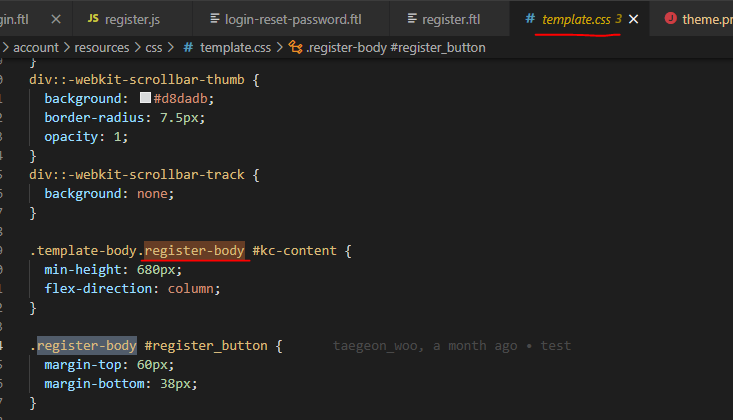 gin.ftl
JS register.js
login-reset-password.ftl
register.ftl
# template.css 3
theme.pr
account > resources > css > # template.css > .register-body #register_button
}
div::-webkit-scrollbar-thumb {
background: #d8dadb;
border-radius: 7.5px;
opacity: 1;
}
div::-webkit-scrollbar-track {
background: none;
}
.template-body.register-body #kc-content {
min-height: 680px;
flex-direction: column;
}
.register-body #register_button { taegeon_woo, a month ago • test
margin-top: 60px;
margin-bottom: 38px;
}